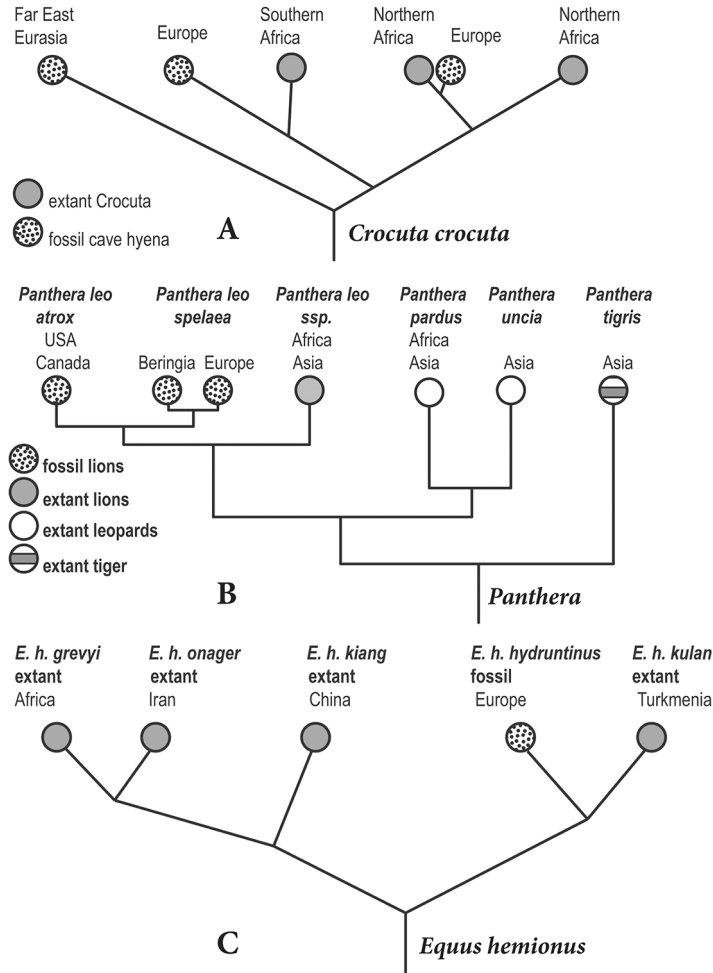 Far East
Eurasia
Europe
Southern
Africa
Northern
Africa
Europe
Northern
Africa
extant Crocuta
fossil cave hyena
A
Crocuta crocuta
Panthera leo
atrox
USA
Canada
Panthera leo
spelaea
Beringia
Europe
Panthera leo
ssp.
Africa
Asia
Panthera
pardus
Africa
Asia
Panthera
uncia
Asia
Panthera
tigris
Asia
fossil lions
extant lions
extant leopards
extant tiger
B
Panthera
E. h. grevyi
extant
Africa
E. h. onager
extant
Iran
E. h. kiang
extant
China
E. h. hydruntinus
fossil
Europe
E. h. kulan
extant
Turkmenia
C
Equus hemionus